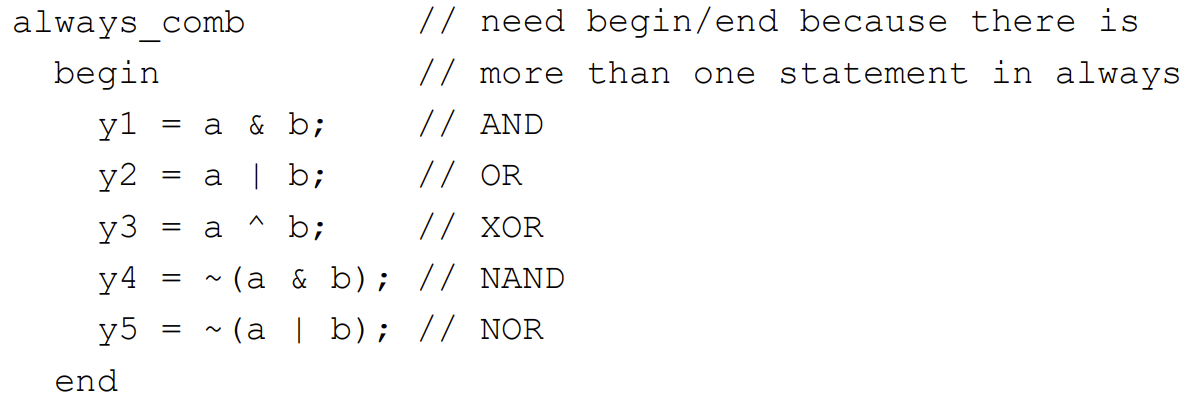 always_comb // need begin/end because there is
begin // more than one statement in always
y1 = a & b; // AND
y2 = a | b; // OR
y3 = a ^ b; // XOR
y4 = ~(a & b); // NAND
y5 = ~(a | b); // NOR
end